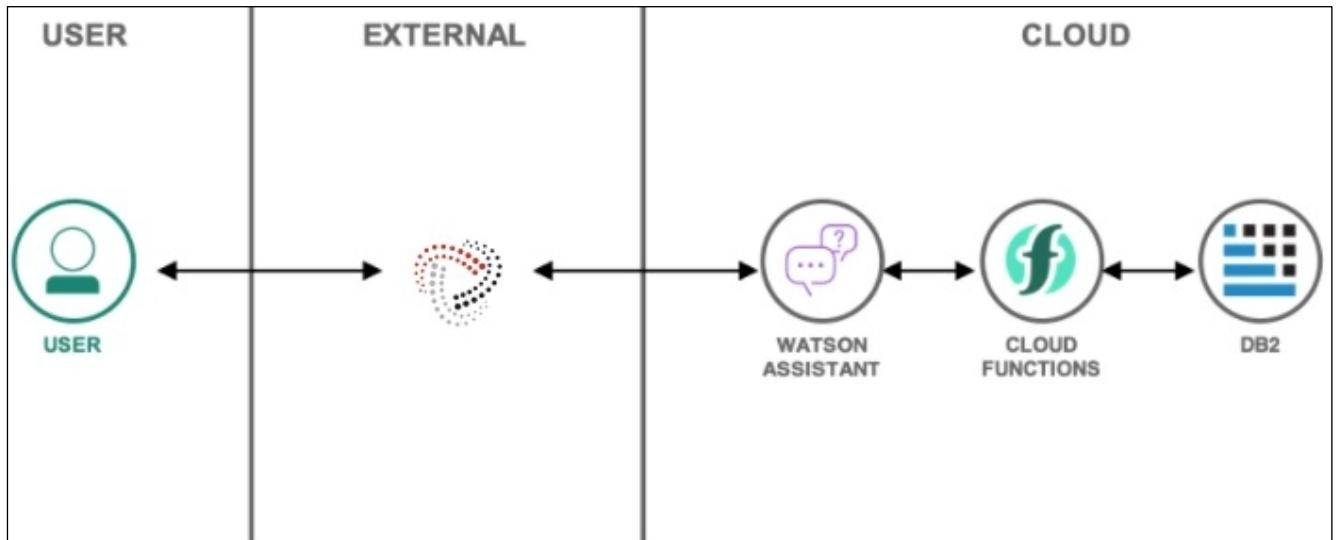 USER
EXTERNAL
CLOUD
?
USER
WATSON
ASSISTANT
CLOUD
FUNCTIONS
DB2